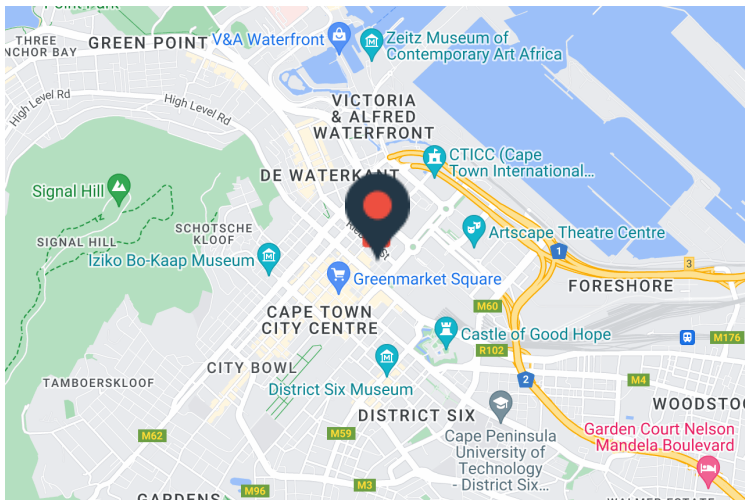 THREE
ANCHOR BAY
GREEN POINT
V&A Waterfront
Zeitz Museum of
Contemporary Art Africa
High Level Rd
High Level Rd
VICTORIA
& ALFRED
WATERFRONT
CTICC (Cape
Town International...
DE WATERKANT
Signal Hill
SIGNAL HILL
SCHOTSCHE
KLOOF
Iziko Bo-Kaap Museum
Artscape Theatre Centre
1
3
FORESHORE
Greenmarket Square
M60
CAPE TOWN
CITY CENTRE
Castle of Good Hope
R102
M176
CITY BOWL
TAMBOERSKLOOF
District Six Museum
2
M4
DISTRICT SIX
WOODSTOC
M62
M59
Cape Peninsula
University of
Technology
- District Six...
Garden Court Nelson
Mandela Boulevard
M3
M96
GARDENS
WALMER ESTATE